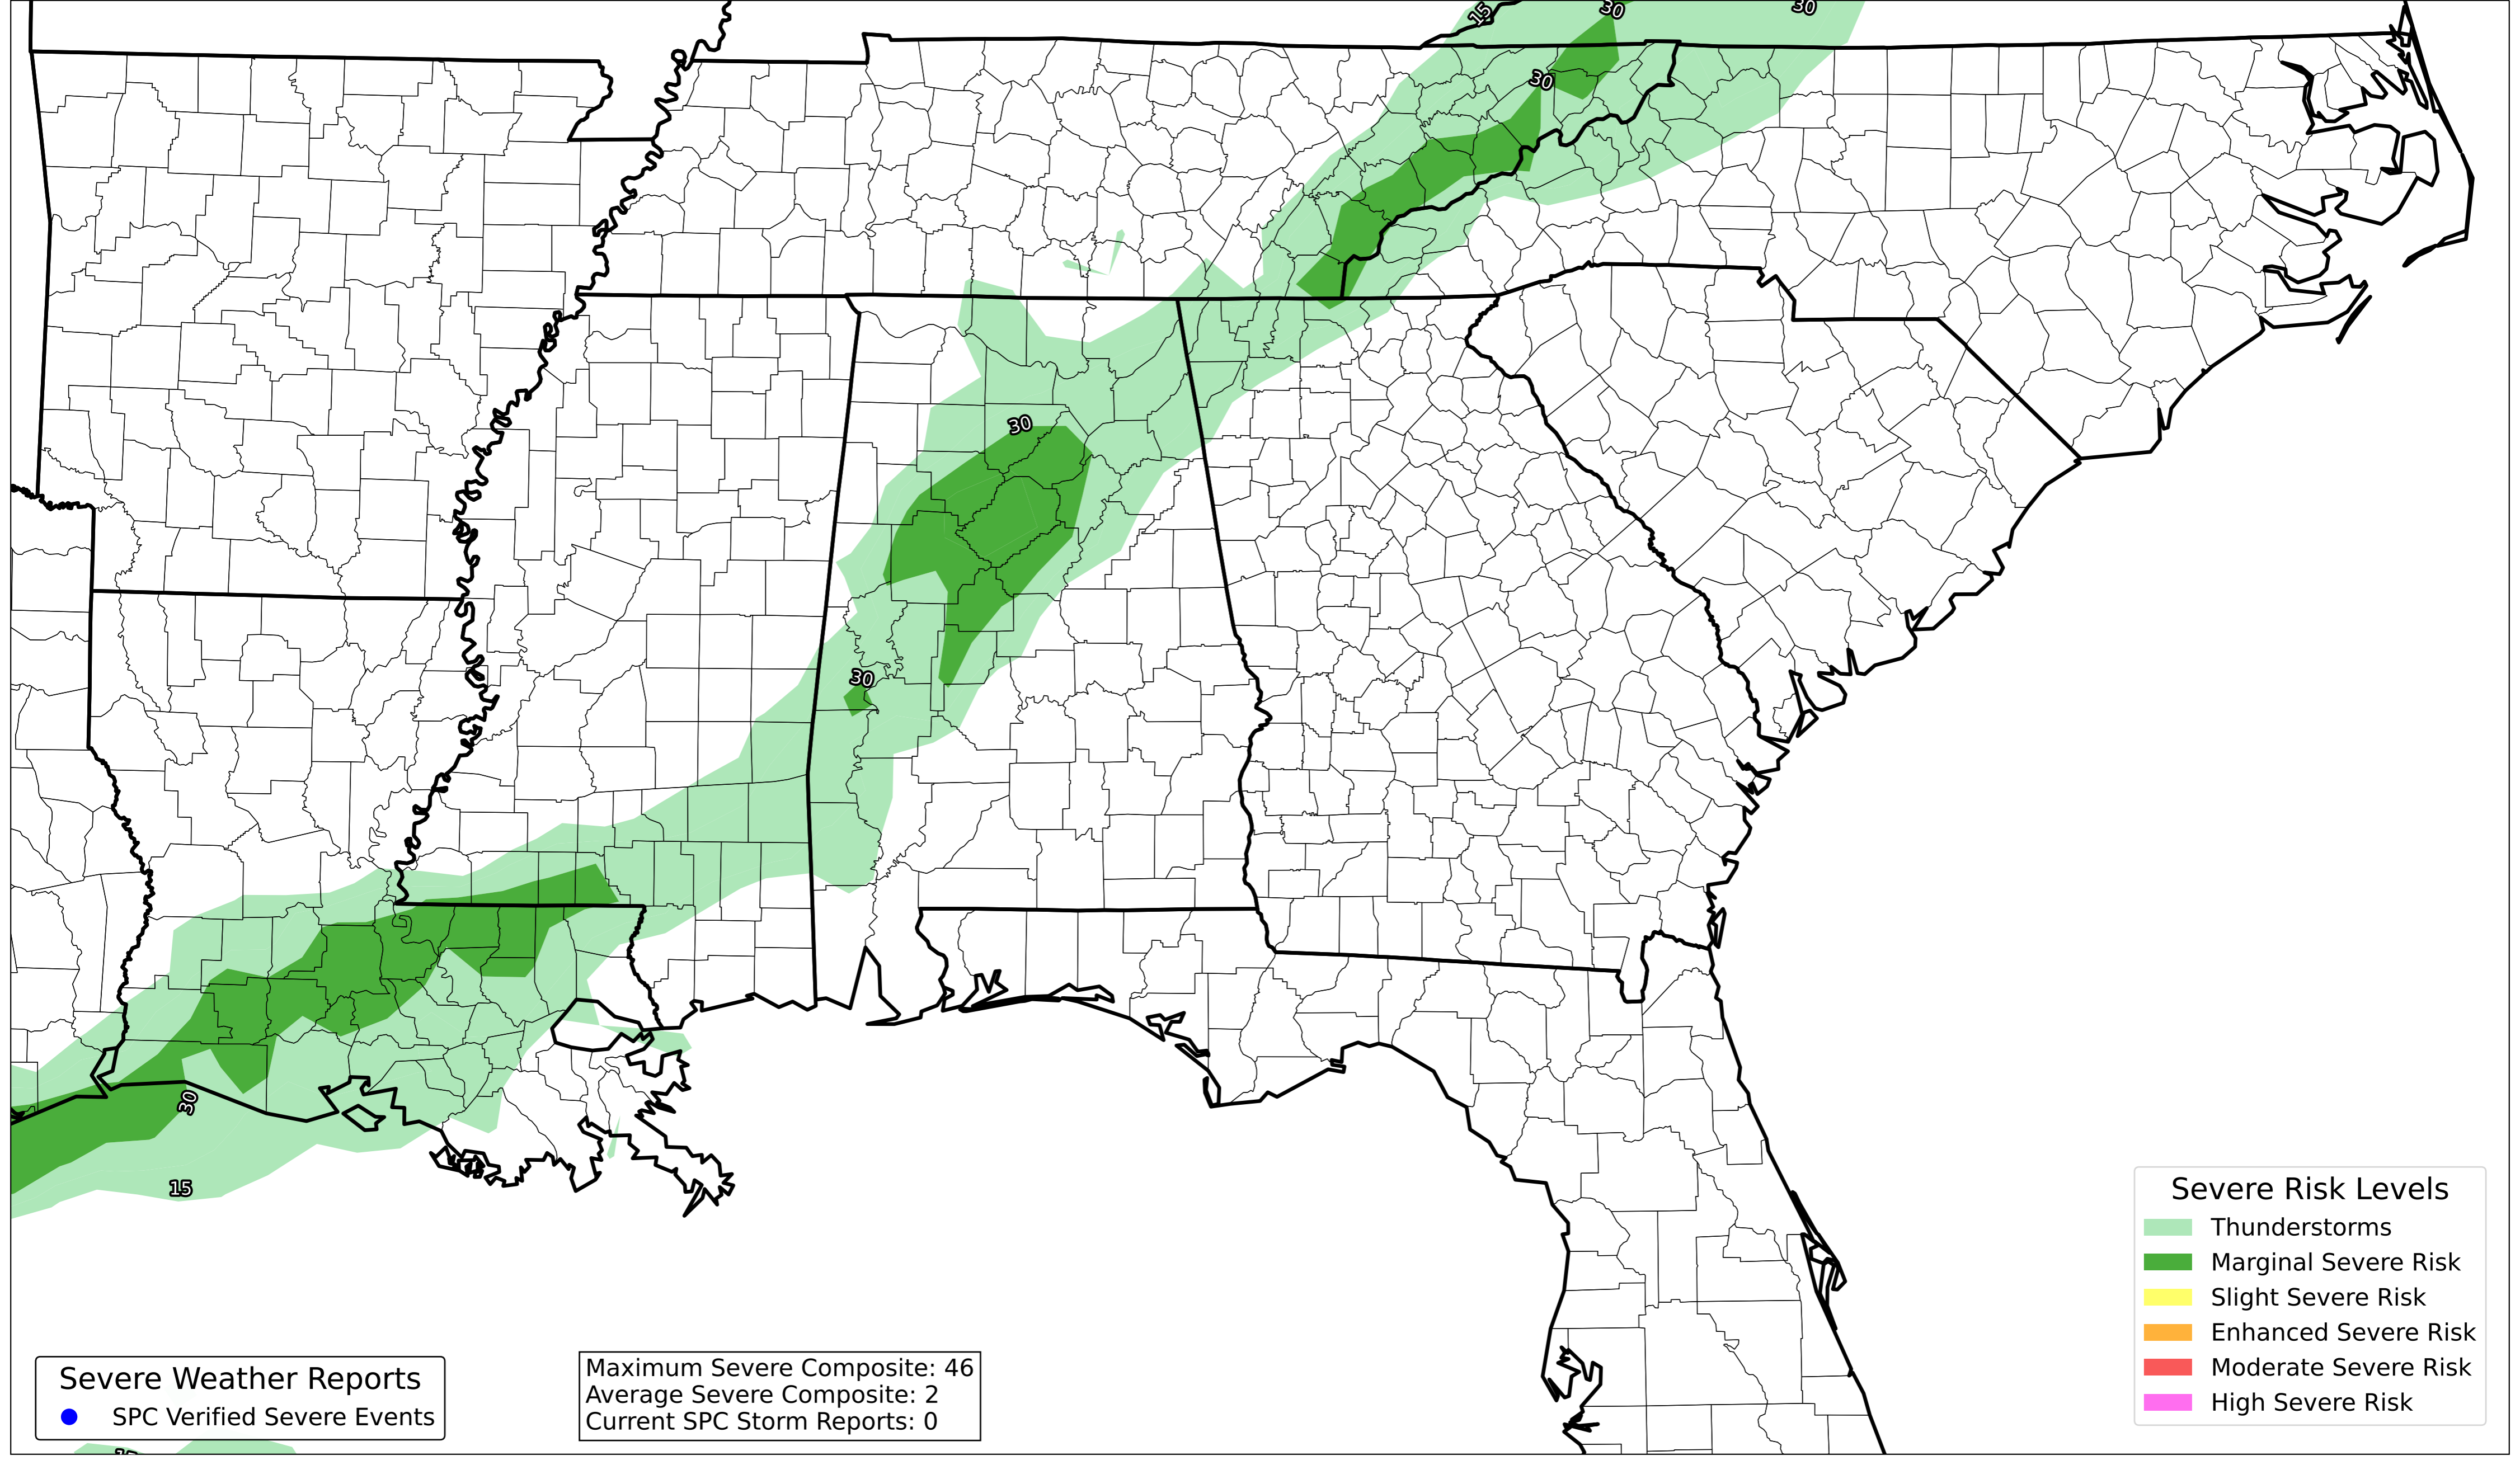 15
30
30
30
30
30
30
15
Severe Risk Levels
Thunderstorms
Marginal Severe Risk
Slight Severe Risk
Enhanced Severe Risk
Moderate Severe Risk
High Severe Risk
Severe Weather Reports
SPC Verified Severe Events
Maximum Severe Composite: 46
Average Severe Composite: 2
Current SPC Storm Reports: 0